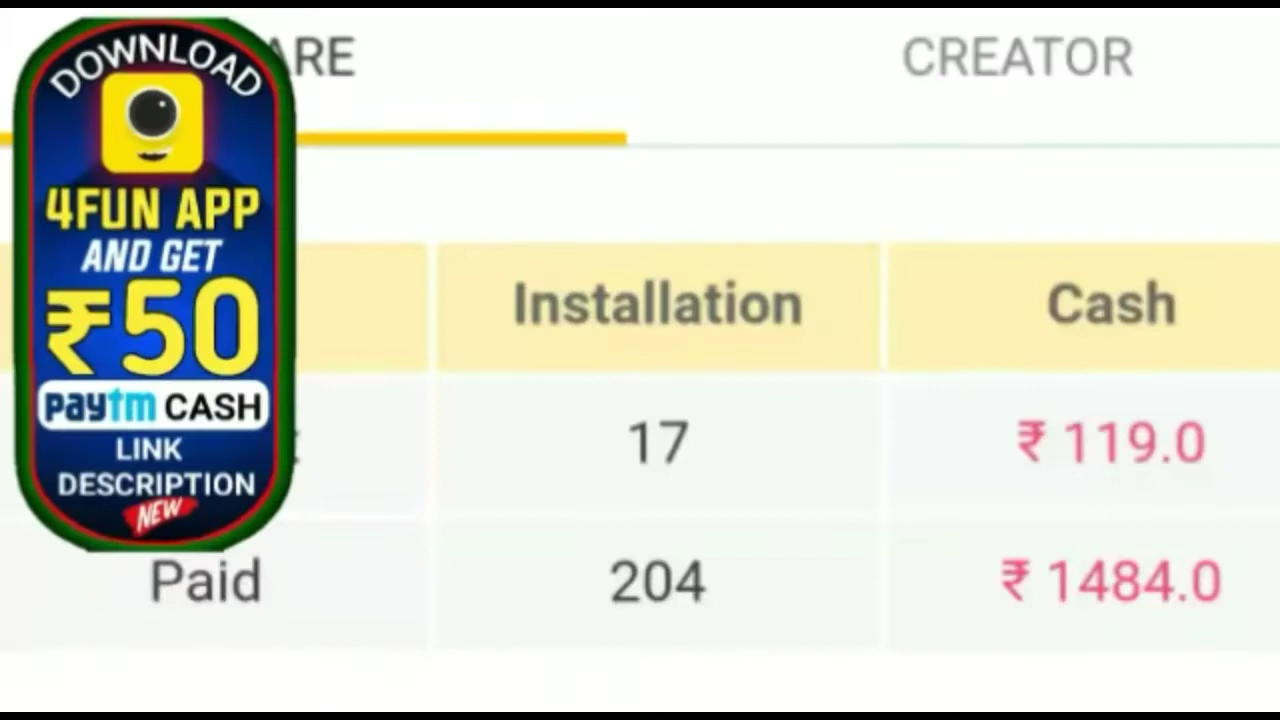 DOWNLOAD
4FUN APP
AND GET
₹50
paytm CASH
LINK
DESCRIPTION
NEW
ARE
CREATOR
Installation
Cash
17
₹ 119.0
Paid
204
₹ 1484.0